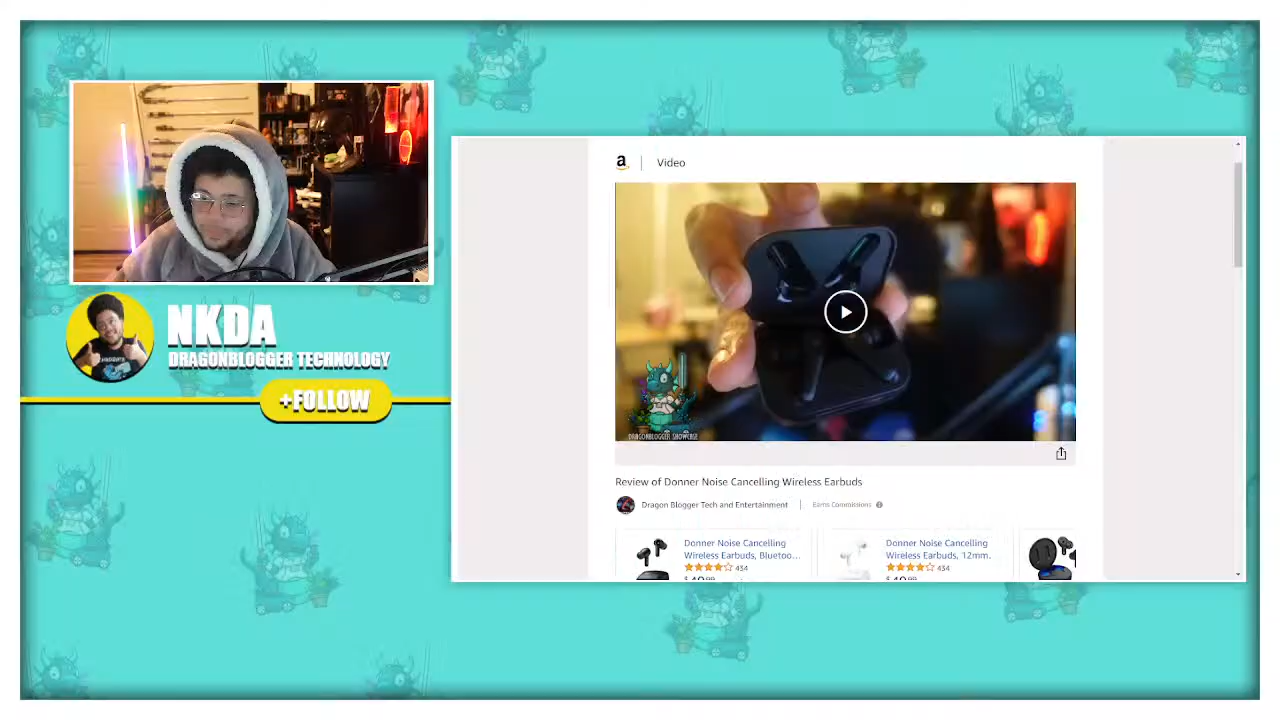 NKDA
DRAGONBLOGGER TECHNOLOGY
+FOLLOW
a Video
DRAGONBLOGGER SHOWCASE
Review of Donner Noise Cancelling Wireless Earbuds
Dragon Blogger Tech and Entertainment
Earns Commissions
Donner Noise Cancelling
Wireless Earbuds, Bluetoo...
434
Donner Noise Cancelling
Wireless Earbuds, 12mm.
434